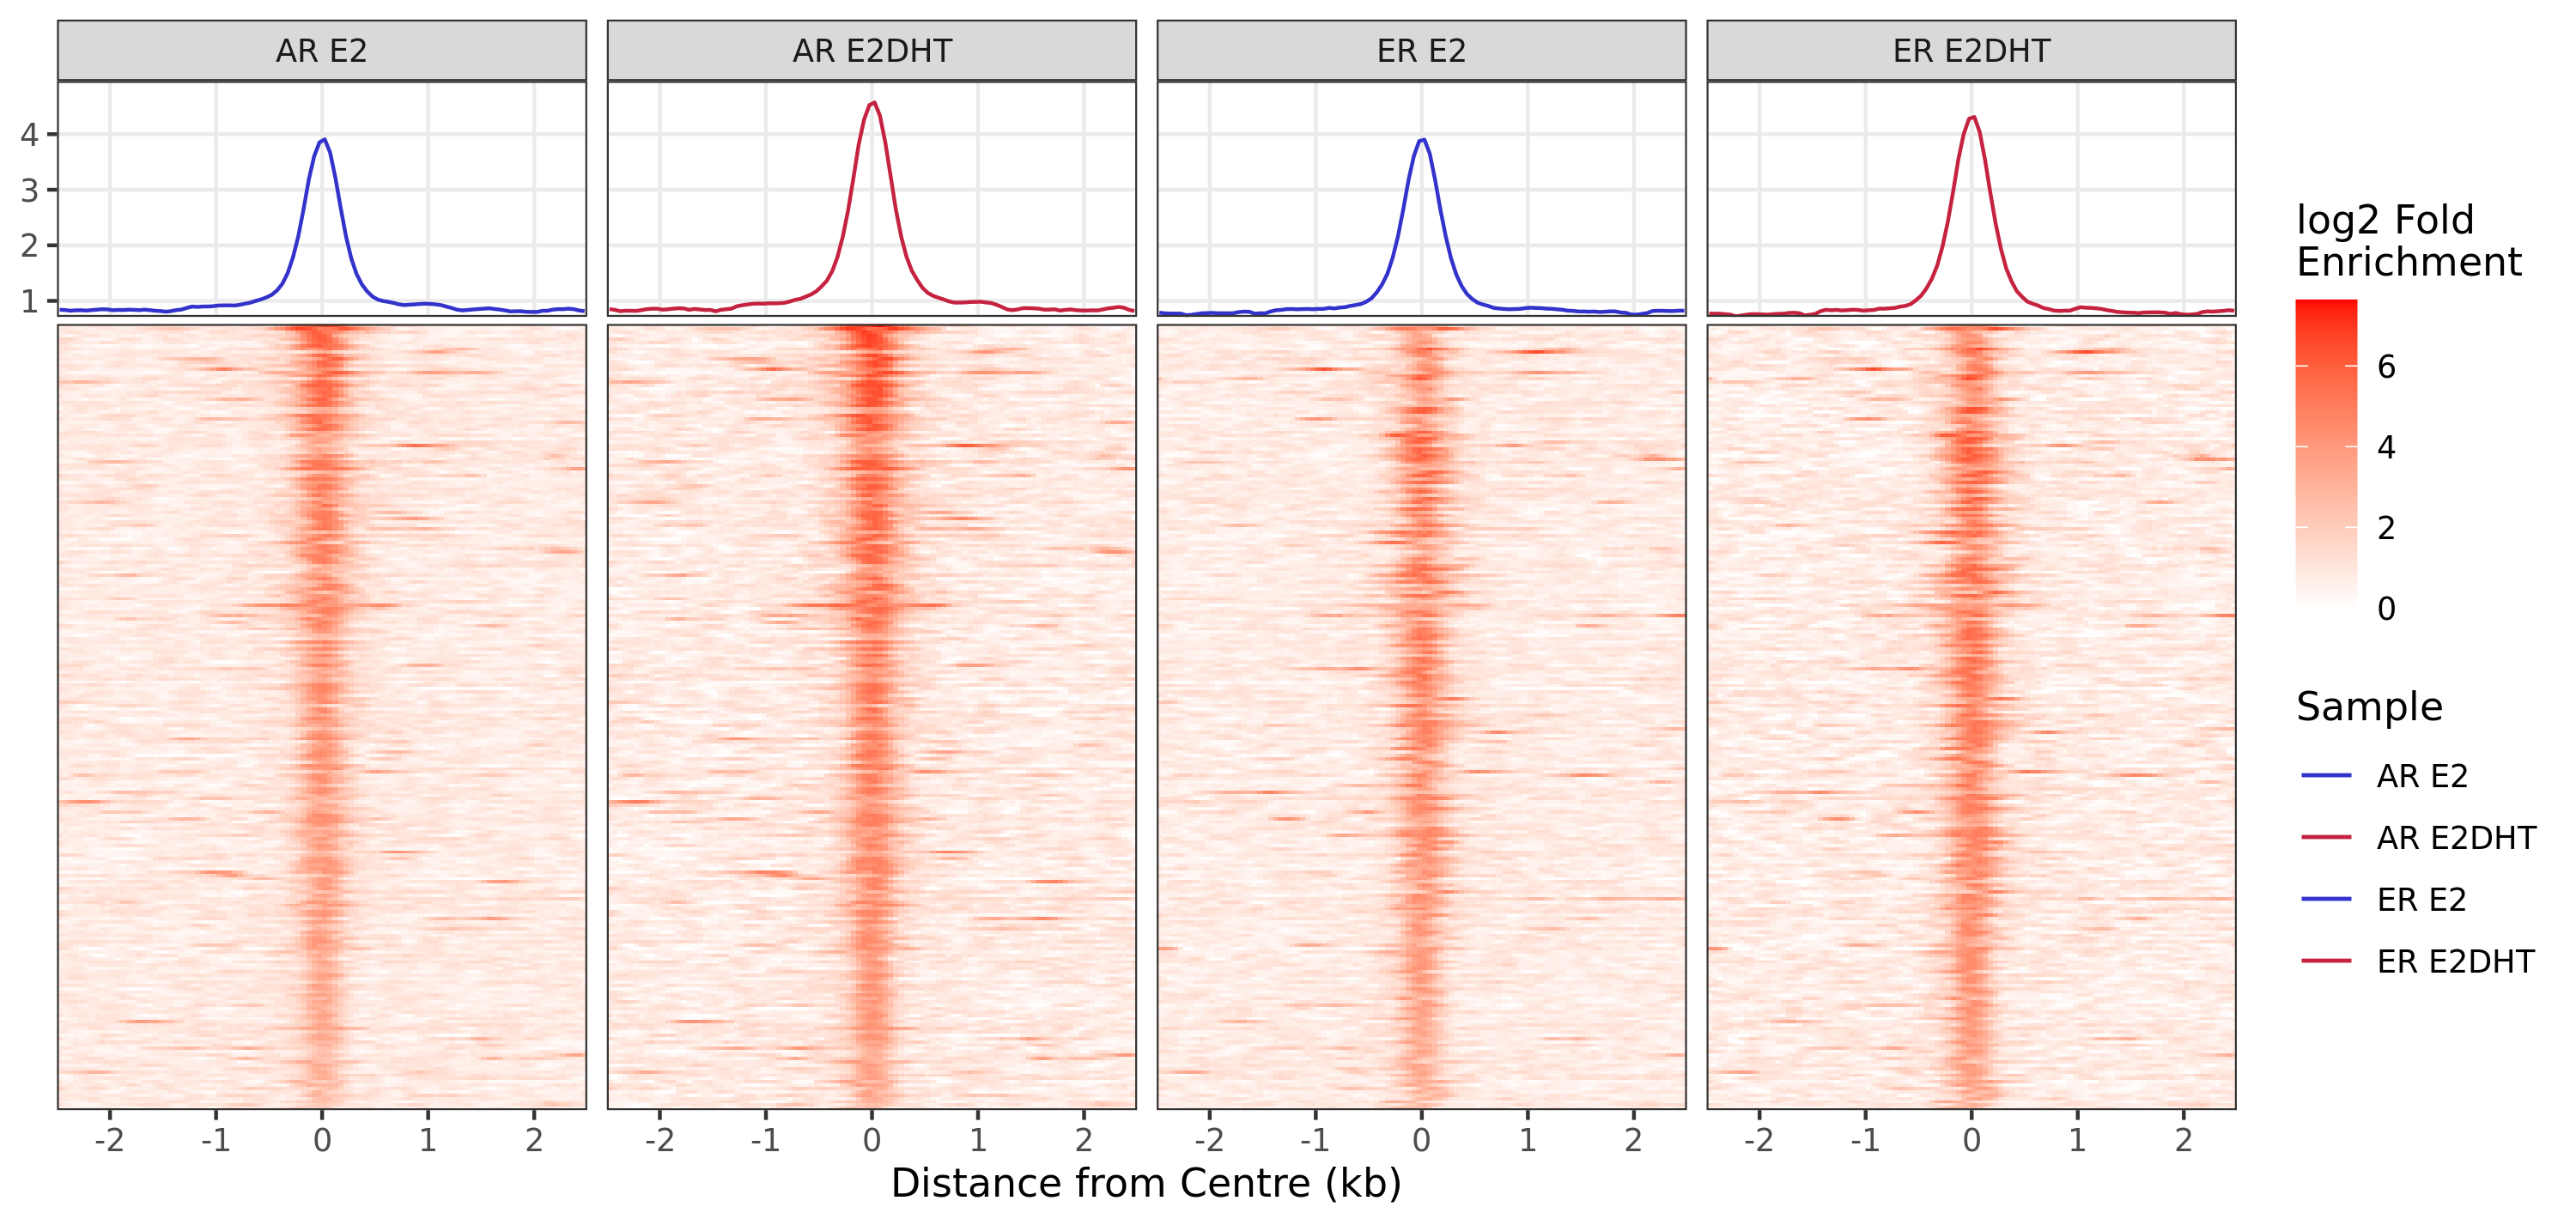 AR E2
AR E2DHT
ER E2
ER E2DHT
4
3
2
1
-2 -1 0 1 2
-2 -1 0 1 2
-2 -1 0 1 2
-2 -1 0 1 2
Distance from Centre (kb)
log2 Fold
Enrichment
6
4
2
0
Sample
AR E2
AR E2DHT
ER E2
ER E2DHT